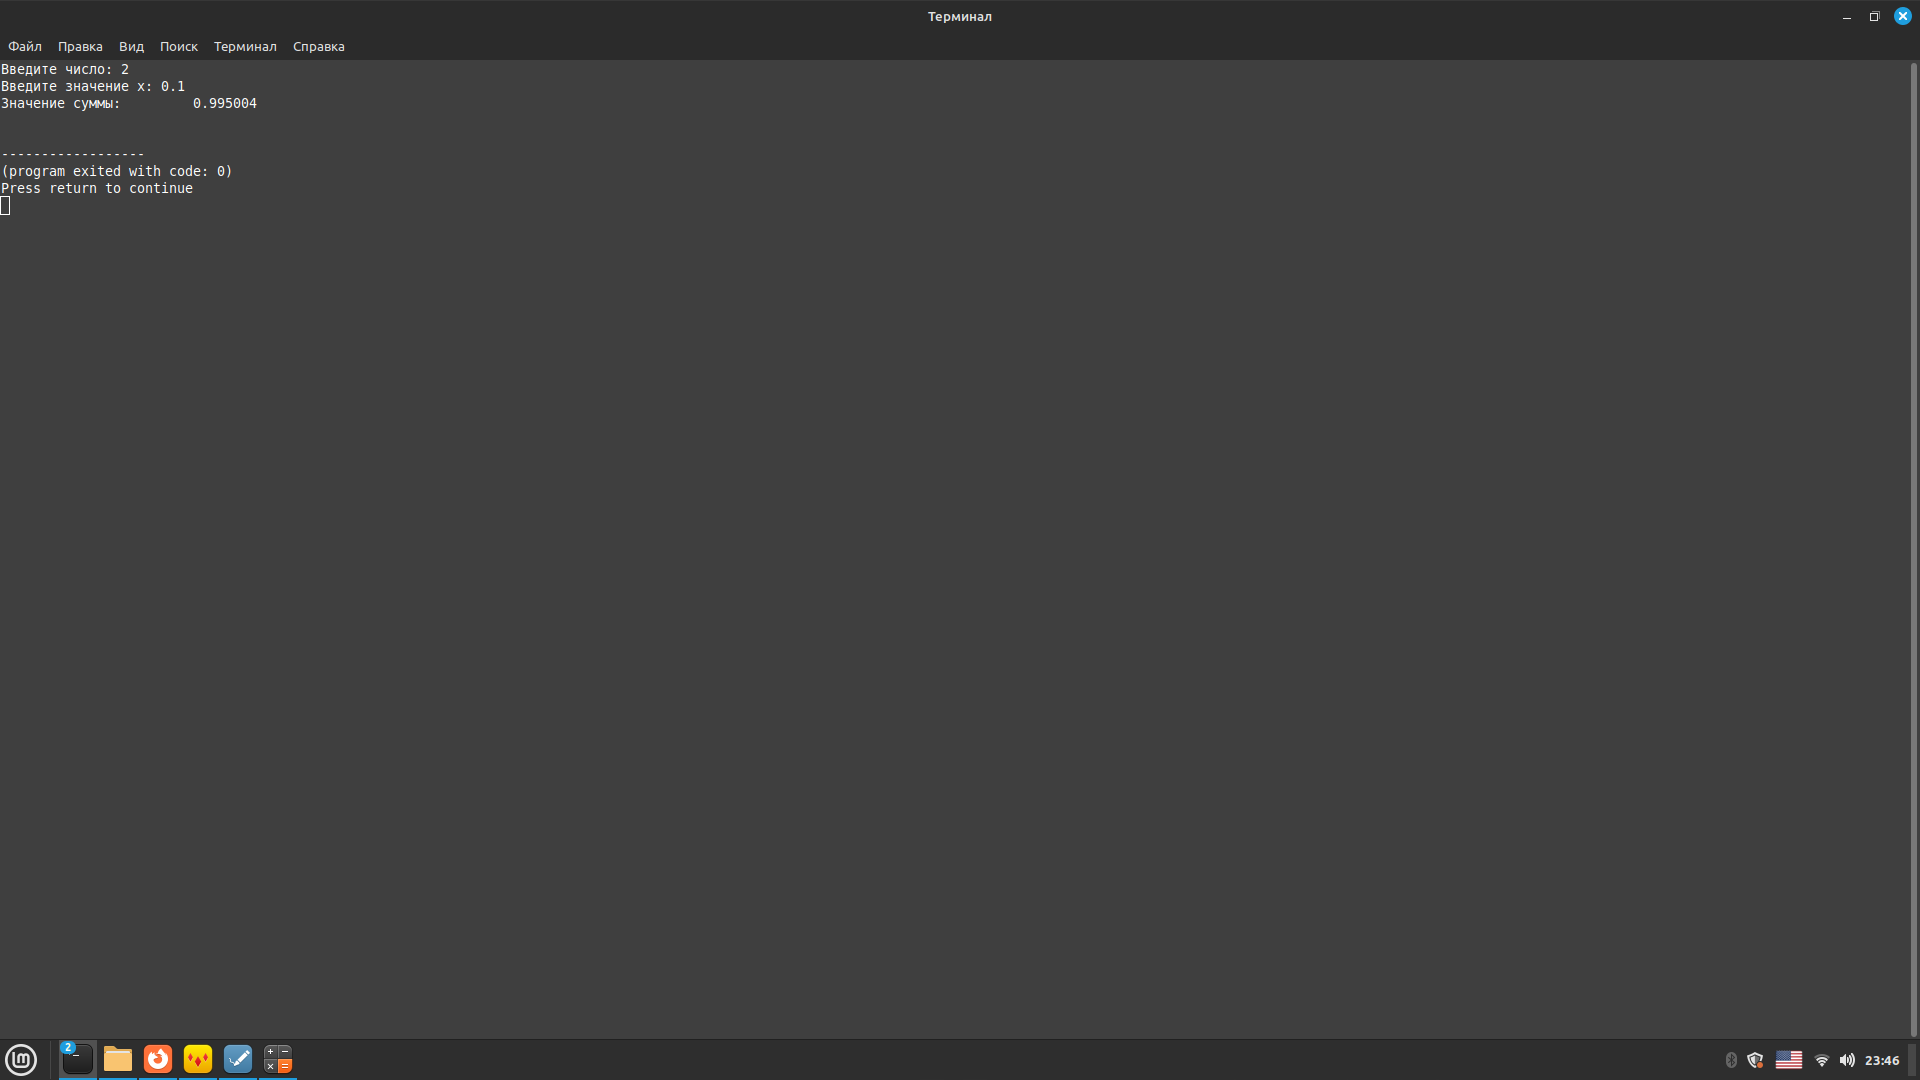 Терминал
Файл Правка Вид Поиск Терминал Справка
Введите число: 2
Введите значение x: 0.1
Значение суммы:         0.995004
------------------
(program exited with code: 0)
Press return to continue
2
23:46